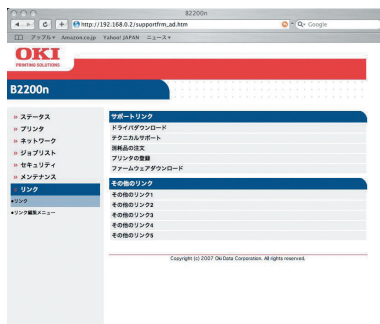 B2200n
http://192.168.0.2/supportfrm_ad.htm
Google
アップル▼ Amazon.co.jp Yahoo! JAPAN ニュース▼
OKI
PRINTING SOLUTIONS
B2200n
ステータス
プリンタ
ネットワーク
ジョブリスト
セキュリティ
メンテナンス
リンク
•リンク
•リンク編集メニュー
サポートリンク
ドライバダウンロード
テクニカルサポート
消耗品の注文
プリンタの登録
ファームウェアダウンロード
その他のリンク
その他のリンク1
その他のリンク2
その他のリンク3
その他のリンク4
その他のリンク5
Copyright (c) 2007 Oki Data Corporation. All rights reserved.